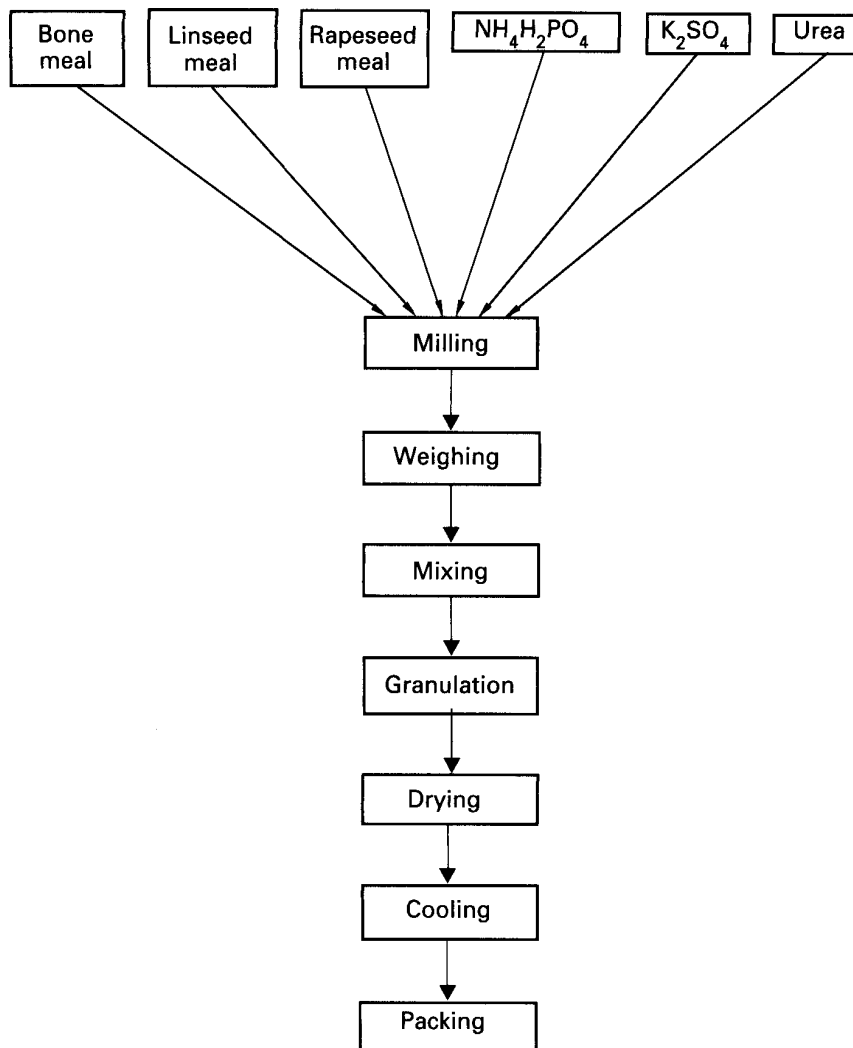 Bone
meal
Linseed
meal
Rapeseed
meal
NH₄H₂PO₄
K₂SO₄
Urea
Milling
Weighing
Mixing
Granulation
Drying
Cooling
Packing